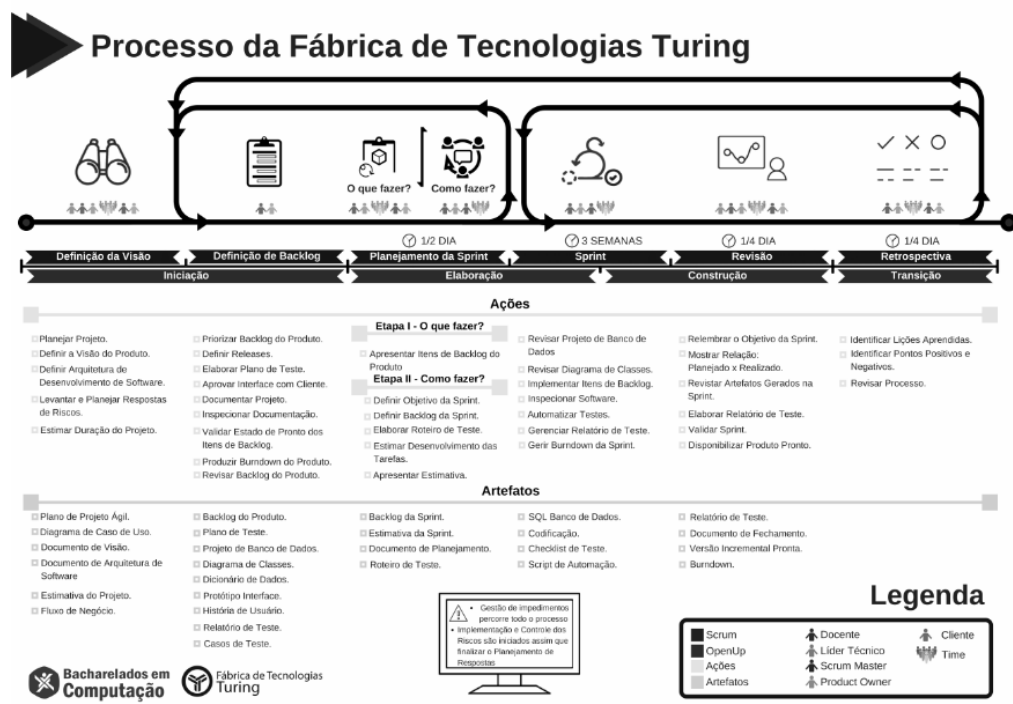 Processo da Fábrica de Tecnologias Turing
O que fazer?
Como fazer?
1/2 DIA
3 SEMANAS
1/4 DIA
1/4 DIA
Definição da Visão
Definição de Backlog
Planejamento da Sprint
Sprint
Revisão
Retrospectiva
Iniciação
Elaboração
Construção
Transição
Ações
Planejar Projeto.
Definir a Visão do Produto.
Definir Arquitetura de
Desenvolvimento de Software.
Levantar e Planejar Respostas
de Riscos.
Estimar Duração do Projeto.
Priorizar Backlog do Produto.
Definir Releases.
Elaborar Plano de Teste.
Aprovar Interface com Cliente.
Documentar Projeto.
Inspecionar Documentação.
Validar Estado de Pronto dos
Itens de Backlog.
Produzir Burndown do Produto.
Revisar Backlog do Produto.
Etapa I - O que fazer?
Apresentar Itens de Backlog do
Produto
Etapa II - Como fazer?
Definir Objetivo da Sprint.
Definir Backlog da Sprint.
Elaborar Roteiro de Teste.
Estimar Desenvolvimento das
Tarefas.
Apresentar Estimativa.
Revisar Projeto de Banco de
Dados
Revisar Diagrama de Classes.
Implementar Itens de Backlog.
Inspecionar Software.
Automatizar Testes.
Gerenciar Relatório de Teste.
Gerir Burndown da Sprint.
Relembrar o Objetivo da Sprint.
Mostrar Relação:
Planejado x Realizado.
Revistar Artefatos Gerados na
Sprint.
Elaborar Relatório de Teste.
Validar Sprint.
Disponibilizar Produto Pronto.
Identificar Lições Aprendidas.
Identificar Pontos Positivos e
Negativos.
Revisar Processo.
Artefatos
Plano de Projeto Ágil.
Diagrama de Caso de Uso.
Documento de Visão.
Documento de Arquitetura de
Software
Estimativa do Projeto.
Fluxo de Negócio.
Backlog do Produto.
Plano de Teste.
Projeto de Banco de Dados.
Diagrama de Classes.
Dicionário de Dados.
Protótipo Interface.
História de Usuário.
Relatório de Teste.
Casos de Teste.
Backlog da Sprint.
Estimativa da Sprint.
Documento de Planejamento.
Roteiro de Teste.
SQL Banco de Dados.
Codificação.
Checklist de Teste.
Script de Automação.
Relatório de Teste.
Documento de Fechamento.
Versão Incremental Pronta.
Burndown.
Gestão de impedimentos
percorre todo o processo
Implementação e Controle dos
Riscos são iniciados assim que
finalizar o Planejamento de
Respostas
Legenda
Scrum
OpenUp
Ações
Artefatos
Docente
Líder Técnico
Scrum Master
Product Owner
Cliente
Time
Bacharelados em
Computação
Fábrica de Tecnologias
Turing